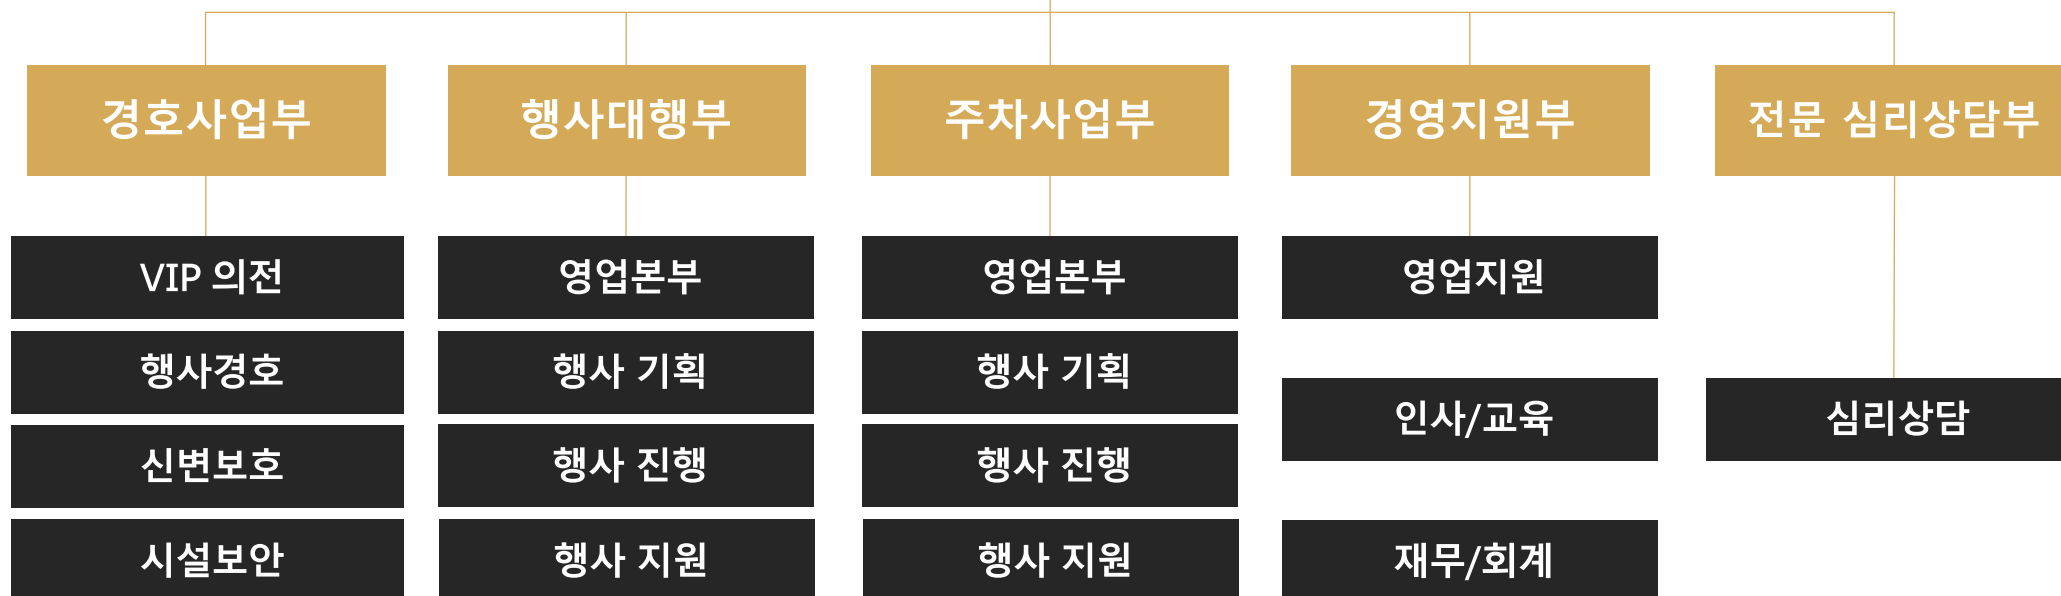 경호사업부
행사대행부
주차사업부
경영지원부
전문 심리상담부
VIP 의전
영업본부
영업본부
영업지원
행사경호
행사 기획
행사 기획
인사/교육
심리상담
신변보호
행사 진행
행사 진행
시설보안
행사 지원
행사 지원
재무/회계